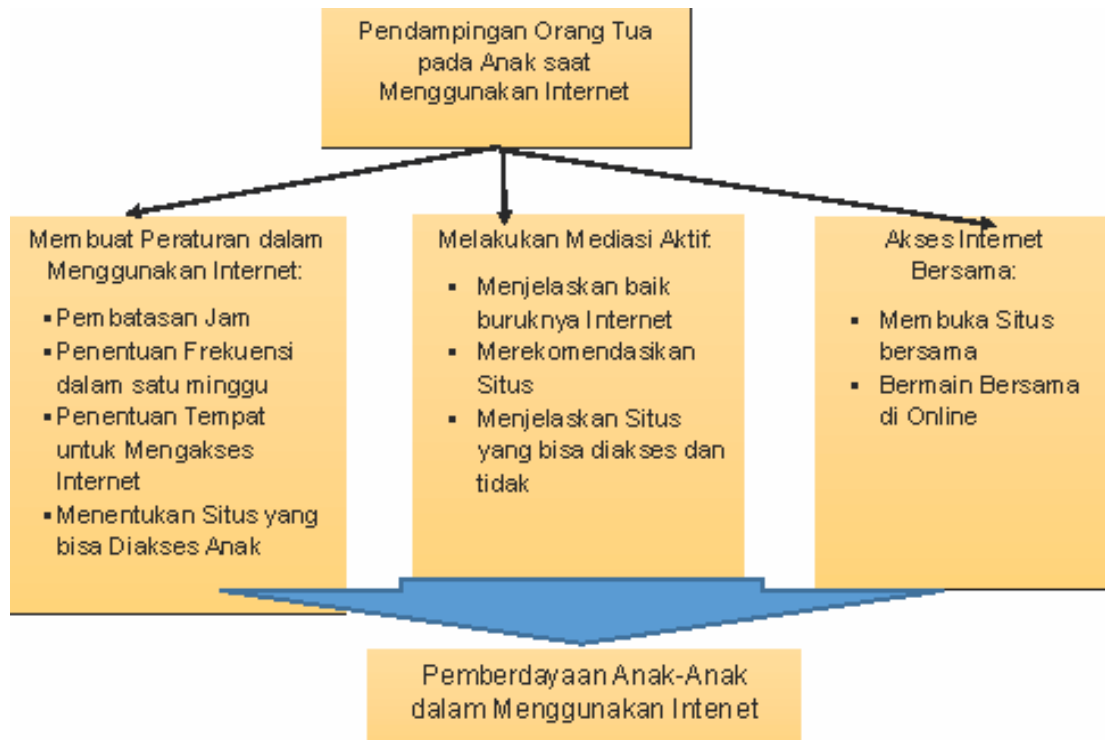 Pendampingan Orang Tua
pada Anak saat
Menggunakan Internet
Membuat Peraturan dalam
Menggunakan Internet:
▪ Pembatasan Jam
▪ Penentuan Frekuensi
dalam satu minggu
▪ Penentuan Tempat
untuk Mengakses
Internet
▪ Menentukan Situs yang
bisa Diakses Anak
Melakukan Mediasi Aktif:
▪ Menjelaskan baik
buruknya Internet
▪ Merekomendasikan
Situs
▪ Menjelaskan Situs
yang bisa diakses dan
tidak
Akses Internet
Bersama:
▪ Membuka Situs
bersama
▪ Bermain Bersama
di Online
Pemberdayaan Anak-Anak
dalam Menggunakan Intenet